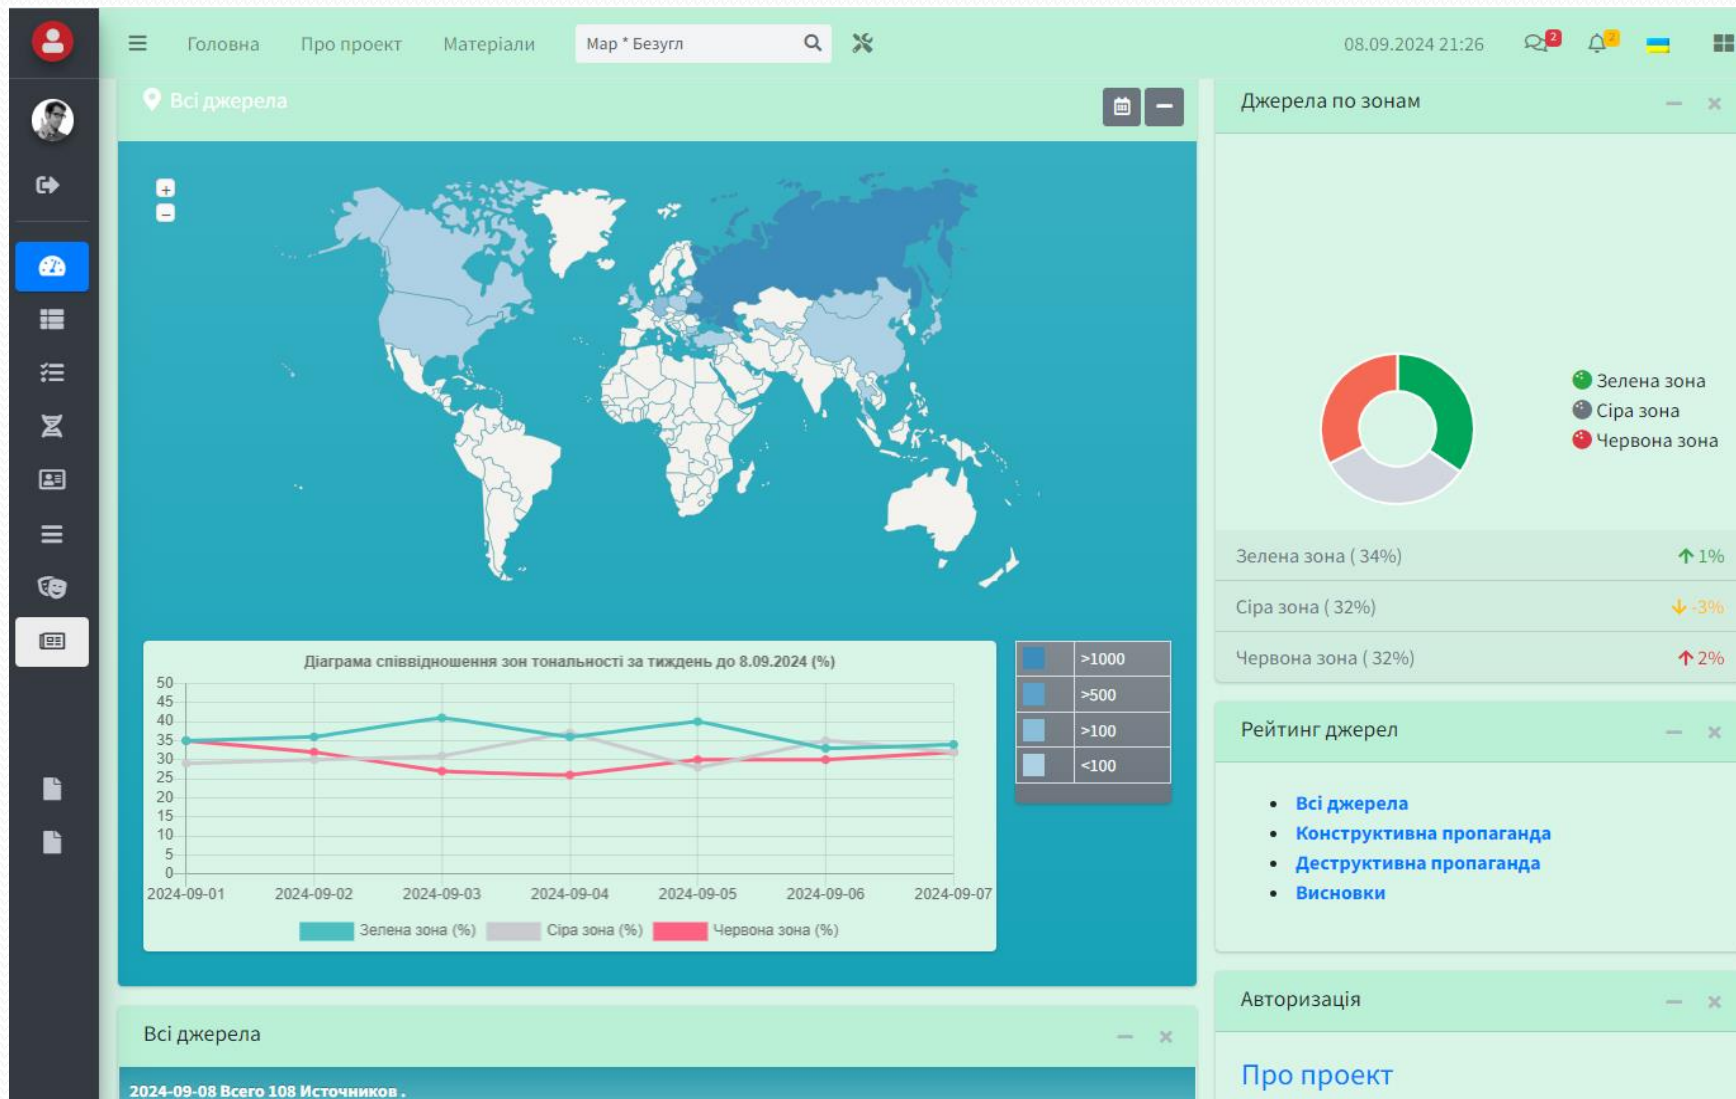 Головна Про проект Матеріали Мар * Безугл 08.09.2024 21:26 2 2
Всі джерела
+
−
Діаграма співвідношення зон тональності за тиждень до 8.09.2024 (%)
50
45
40
35
30
25
20
15
10
5
0
2024-09-01 2024-09-02 2024-09-03 2024-09-04 2024-09-05 2024-09-06 2024-09-07
Зелена зона (%) Сіра зона (%) Червона зона (%)
>1000
>500
>100
<100
Всі джерела
2024-09-08 Всего 108 Источников .
Джерела по зонам
Зелена зона
Сіра зона
Червона зона
Зелена зона ( 34%) 1%
Сіра зона ( 32%) -3%
Червона зона ( 32%) 2%
Рейтинг джерел
Всі джерела
Конструктивна пропаганда
Деструктивна пропаганда
Висновки
Авторизація
Про проект